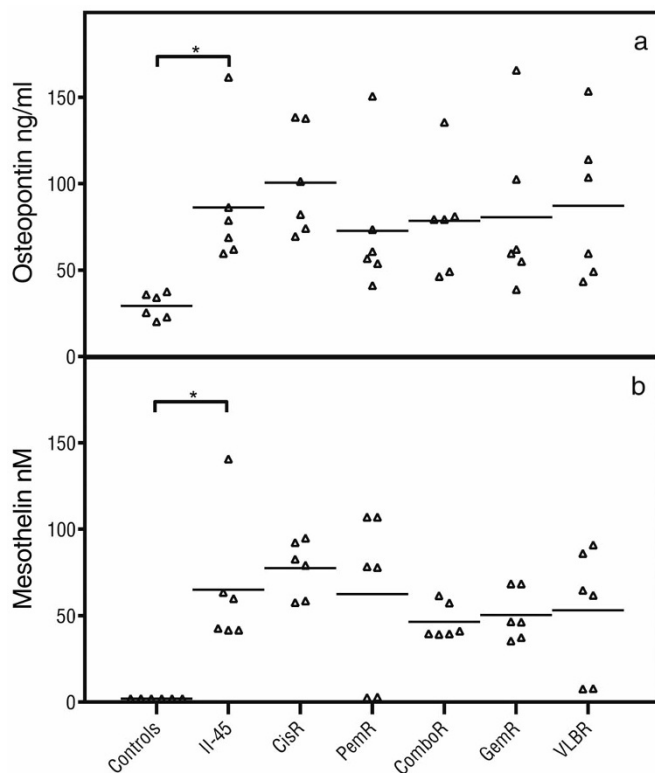 a
*
Osteopontin ng/ml
150
100
50
0
b
*
Mesothelin nM
150
100
50
0
Controls
II-45
CisR
PemR
ComboR
GemR
VLBR